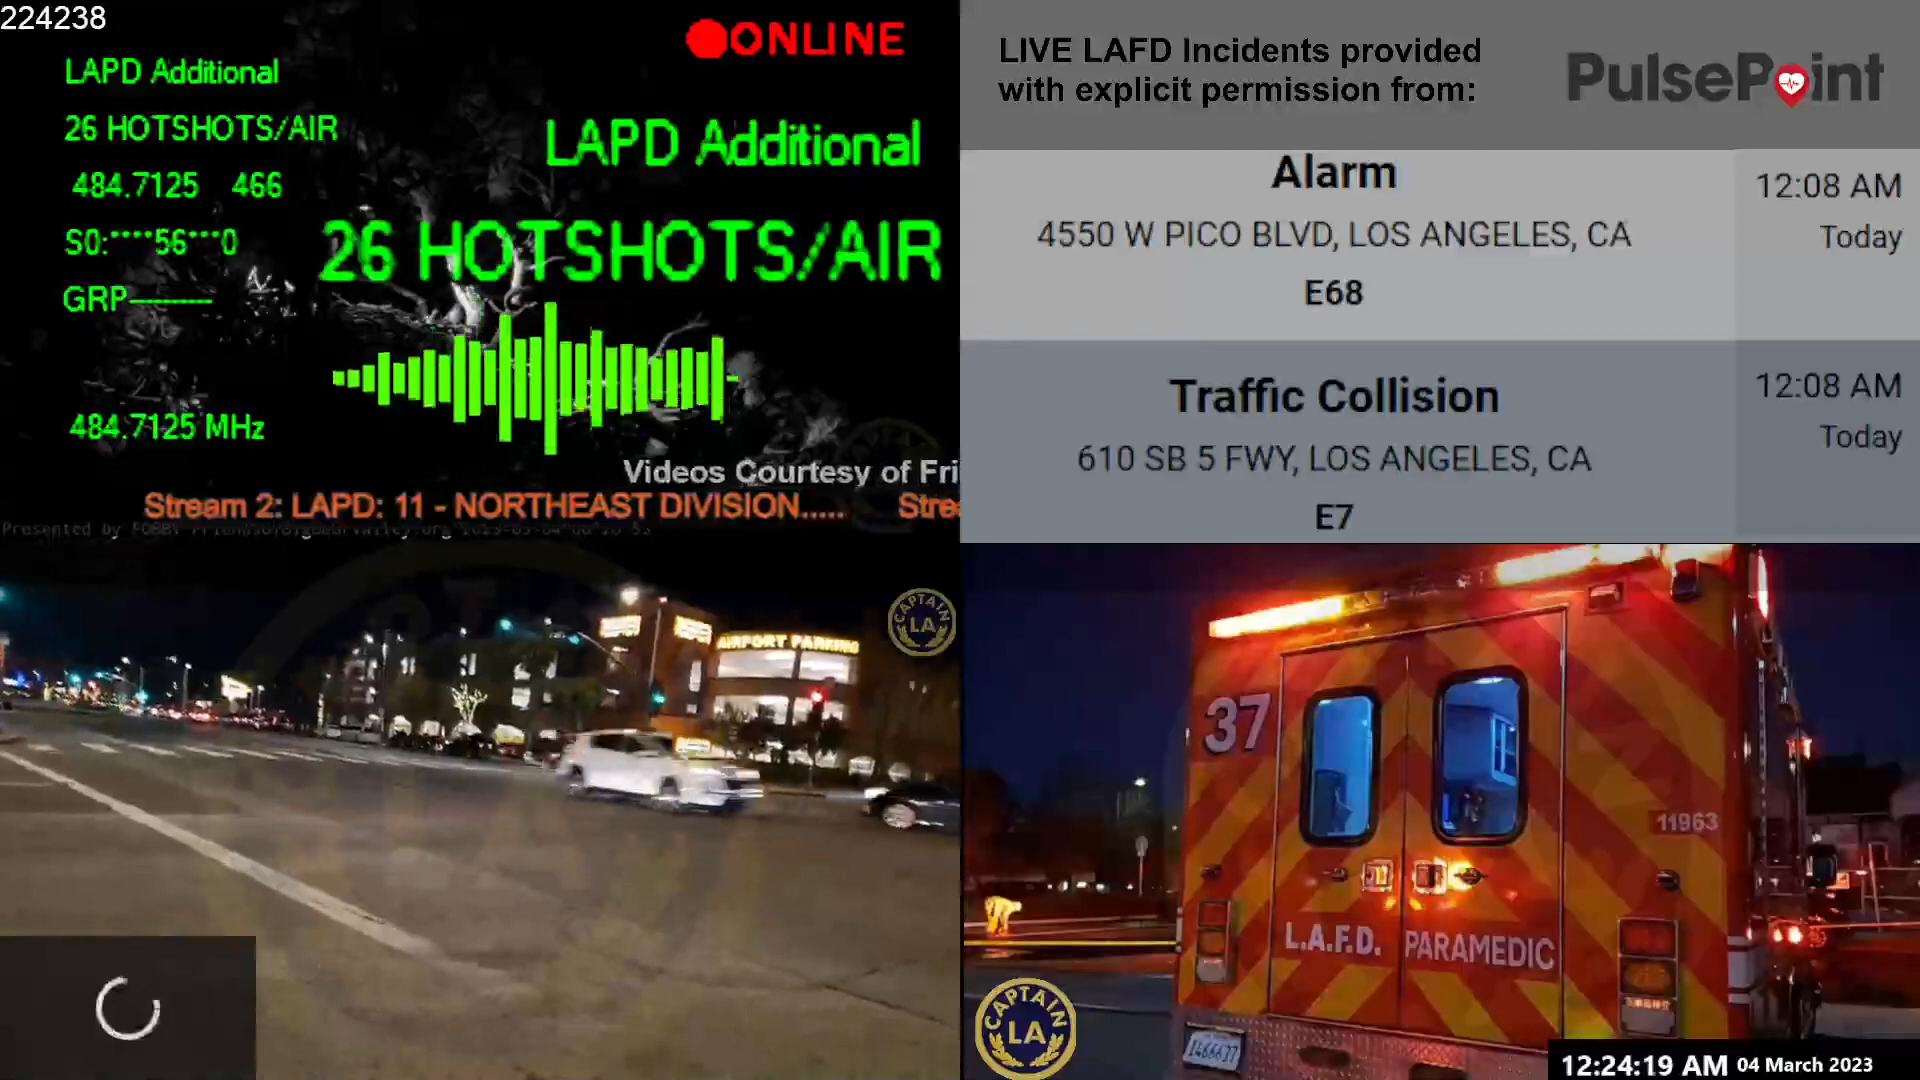 224238
ONLINE
LAPD Additional
26 HOTSHOTS/AIR
484.7125 466
S0:****56***0
GRP----------
484.7125 MHz
LAPD Additional
26 HOTSHOTS/AIR
Videos Courtesy of Fri
Stream 2: LAPD: 11 - NORTHEAST DIVISION..... Stre
Presented by FOBBV
LIVE LAFD Incidents provided
with explicit permission from:
PulsePoint
Alarm
4550 W PICO BLVD, LOS ANGELES, CA
E68
12:08 AM
Today
Traffic Collision
610 SB 5 FWY, LOS ANGELES, CA
E7
12:08 AM
Today
AIRPORT PARKING
CAPTAIN
LA
37
11963
L.A.F.D. PARAMEDIC
CAPTAIN
LA
12:24:19 AM 04 March 2023